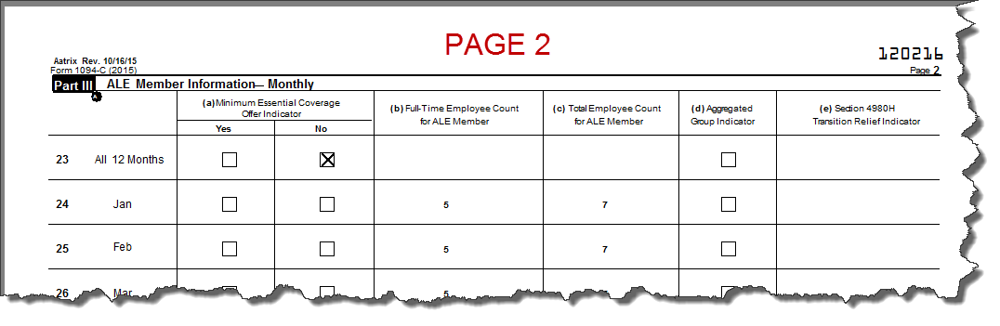 PAGE 2
Aatrix Rev. 10/16/15
Form 1094-C (2015)
120216
Page 2
Part III ALE Member Information— Monthly
(a) Minimum Essential Coverage
Offer Indicator
Yes No
(b) Full-Time Employee Count
for ALE Member
(c) Total Employee Count
for ALE Member
(d) Aggregated
Group Indicator
(e) Section 4980H
Transition Relief Indicator
23 All 12 Months
24 Jan 5 7
25 Feb 5 7
26 Mar 5